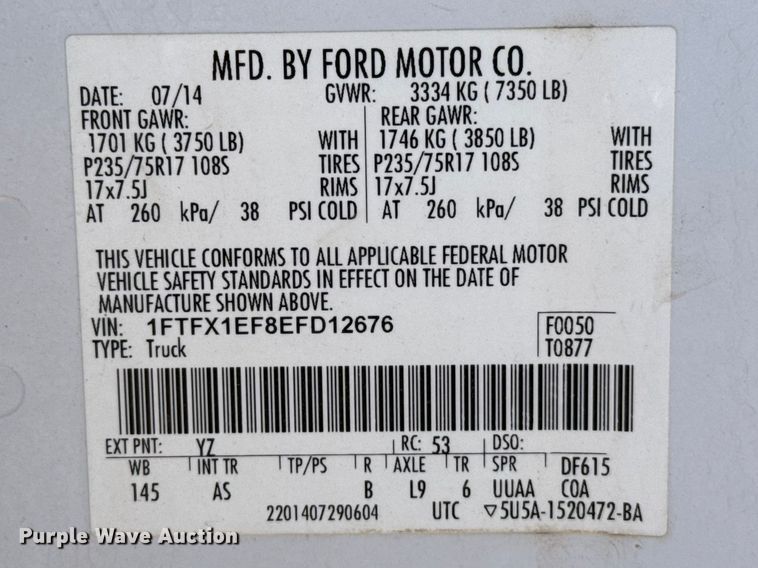 MFD. BY FORD MOTOR CO.
DATE: 07/14 GVWR: 3334 KG ( 7350 LB)
FRONT GAWR: REAR GAWR:
1701 KG ( 3750 LB) WITH 1746 KG ( 3850 LB) WITH
P235/75R17 108S TIRES P235/75R17 108S TIRES
17x7.5J RIMS 17x7.5J RIMS
AT 260 kPa/ 38 PSI COLD AT 260 kPa/ 38 PSI COLD
THIS VEHICLE CONFORMS TO ALL APPLICABLE FEDERAL MOTOR
VEHICLE SAFETY STANDARDS IN EFFECT ON THE DATE OF
MANUFACTURE SHOWN ABOVE.
VIN: 1FTFX1EF8EFD12676 F0050
TYPE: Truck T0877
EXT PNT: YZ RC: 53 DSO:
WB INT TR TP/PS R AXLE TR SPR DF615
145 AS B L9 6 UUAA COA
2201407290604 UTC ▽5U5A-1520472-BA
Purple Wave Auction